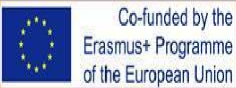 Co-funded by the
Erasmus+ Programme
of the European Union